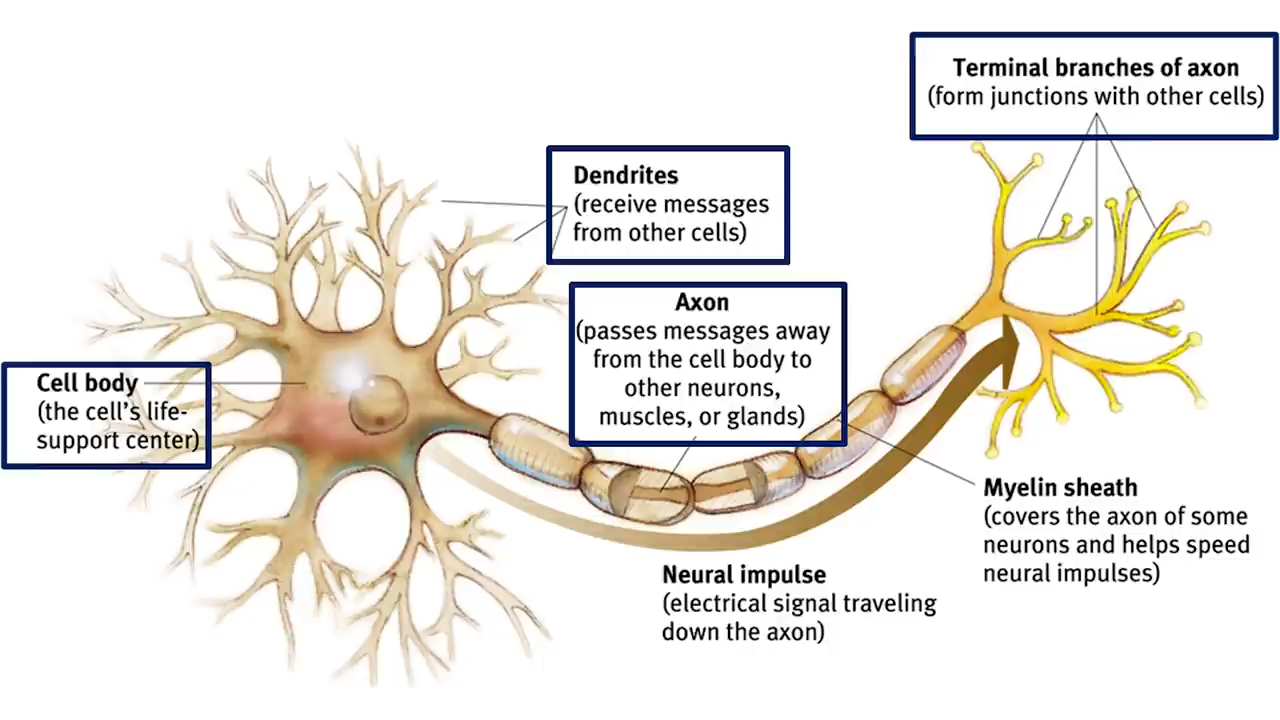 Terminal branches of axon
(form junctions with other cells)
Dendrites
(receive messages
from other cells)
Axon
(passes messages away
from the cell body to
other neurons,
muscles, or glands)
Cell body
(the cell’s life-
support center)
Myelin sheath
(covers the axon of some
neurons and helps speed
neural impulses)
Neural impulse
(electrical signal traveling
down the axon)